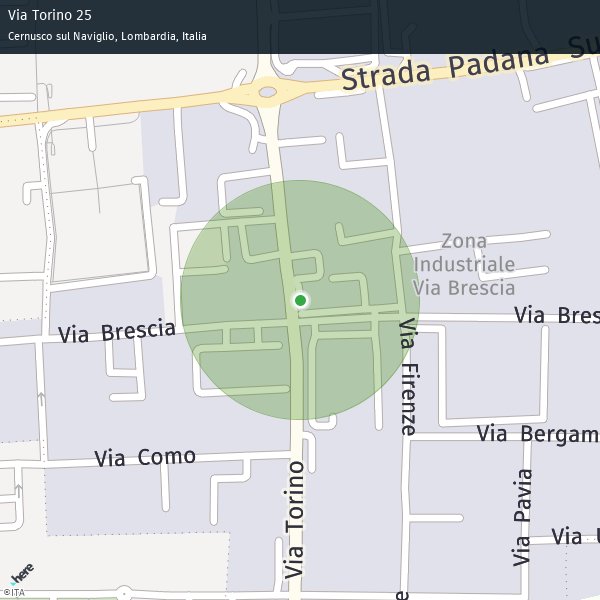 Via Torino 25
Cernusco sul Naviglio, Lombardia, Italia
Strada Padana Su
Zona
Industriale
Via Brescia
Via Bres
Via Brescia
Via Firenze
Via Bergam
Via Como
Via Torino
Via Pavia
Via
e
here
©ITA